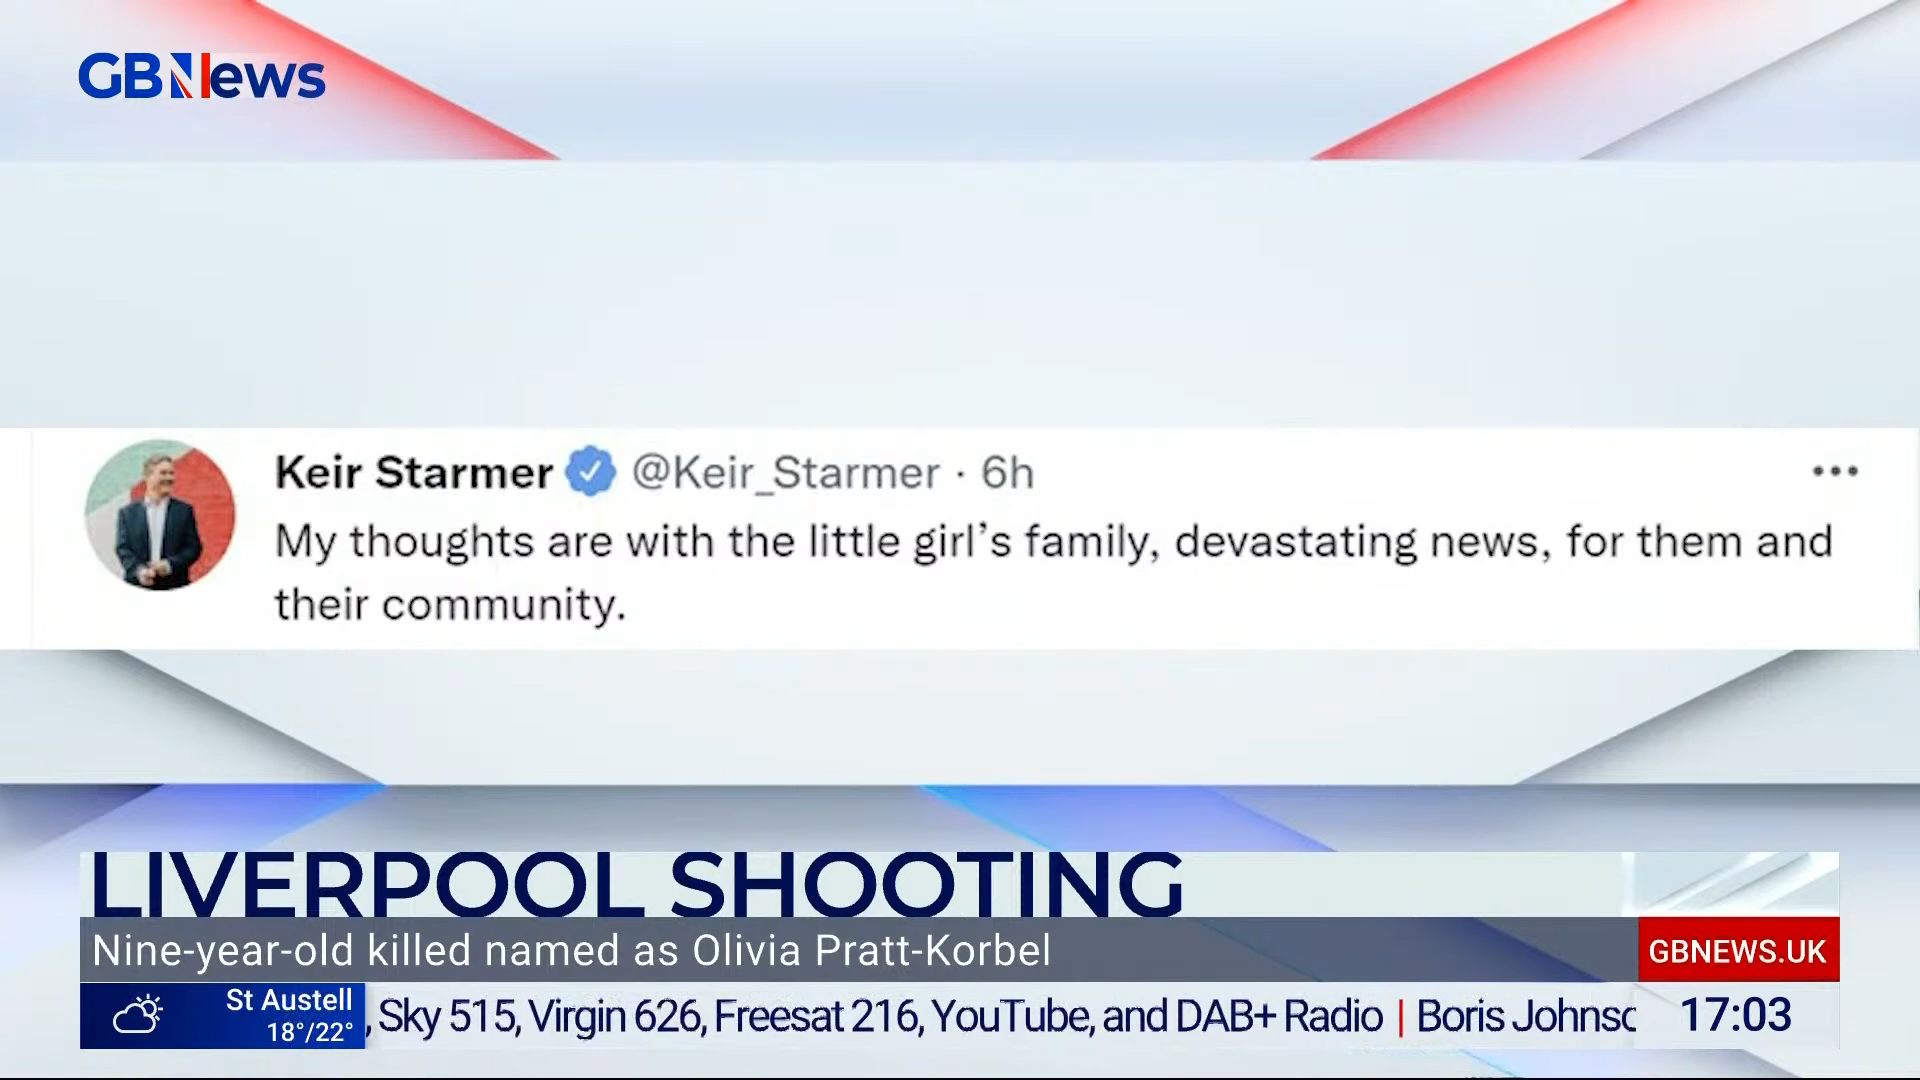 GBNews
Keir Starmer @Keir_Starmer · 6h
My thoughts are with the little girl’s family, devastating news, for them and
their community.
LIVERPOOL SHOOTING
Nine-year-old killed named as Olivia Pratt-Korbel
GBNEWS.UK
St Austell
18°/22°
, Sky 515, Virgin 626, Freesat 216, YouTube, and DAB+ Radio | Boris Johnsc
17:03